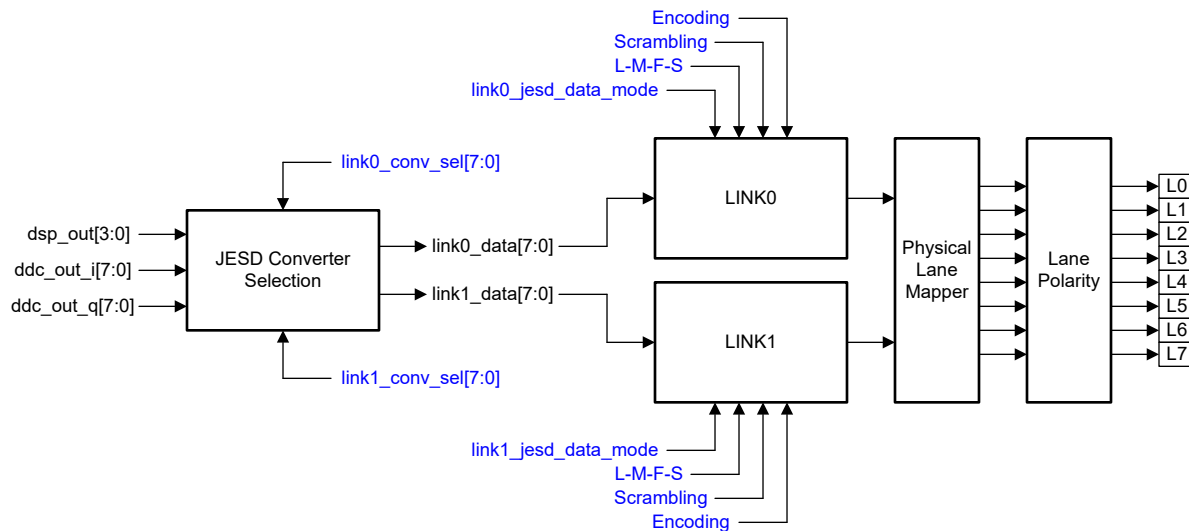 Encoding
Scrambling
L-M-F-S
link0_jesd_data_mode
link0_conv_sel[7:0]
LINK0
dsp_out[3:0]
ddc_out_i[7:0]
ddc_out_q[7:0]
JESD Converter
Selection
link0_data[7:0]
link1_data[7:0]
Physical
Lane
Mapper
Lane
Polarity
L0
L1
L2
L3
L4
L5
L6
L7
LINK1
link1_conv_sel[7:0]
link1_jesd_data_mode
L-M-F-S
Scrambling
Encoding